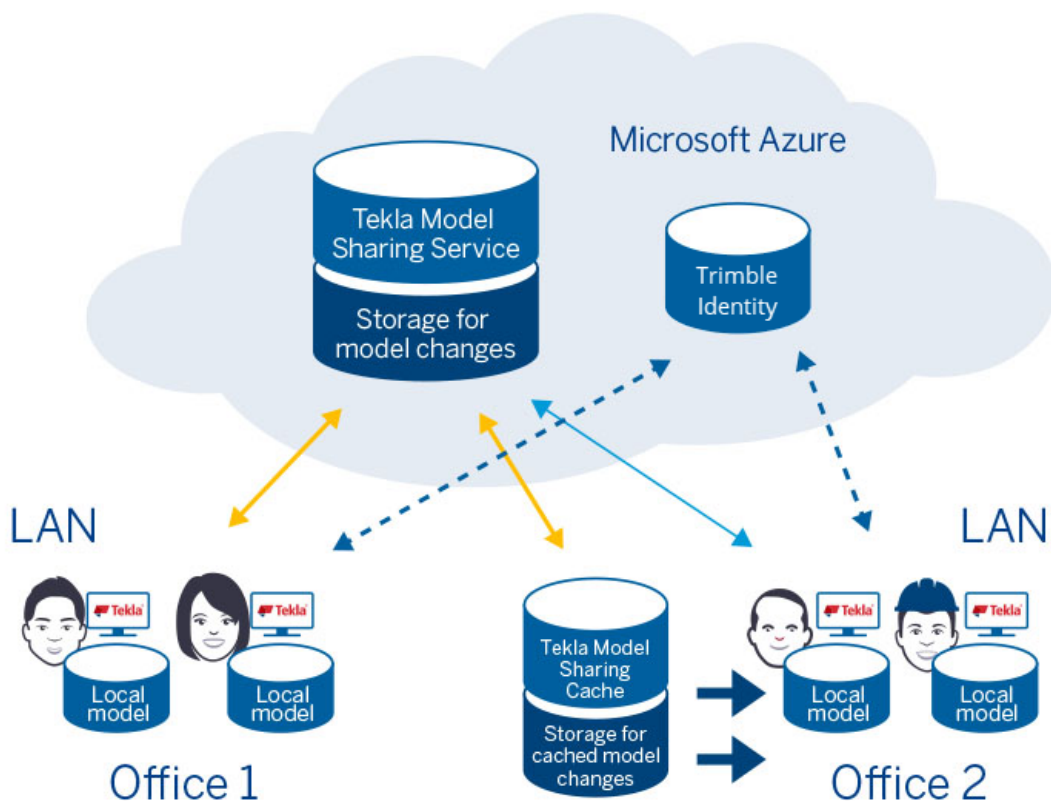 Microsoft Azure
Tekla Model
Sharing Service
Storage for
model changes
Trimble
Identity
LAN
LAN
Tekla
Tekla
Local
model
Local
model
Office 1
Tekla Model
Sharing
Cache
Storage for
cached model
changes
Tekla
Tekla
Local
model
Local
model
Office 2